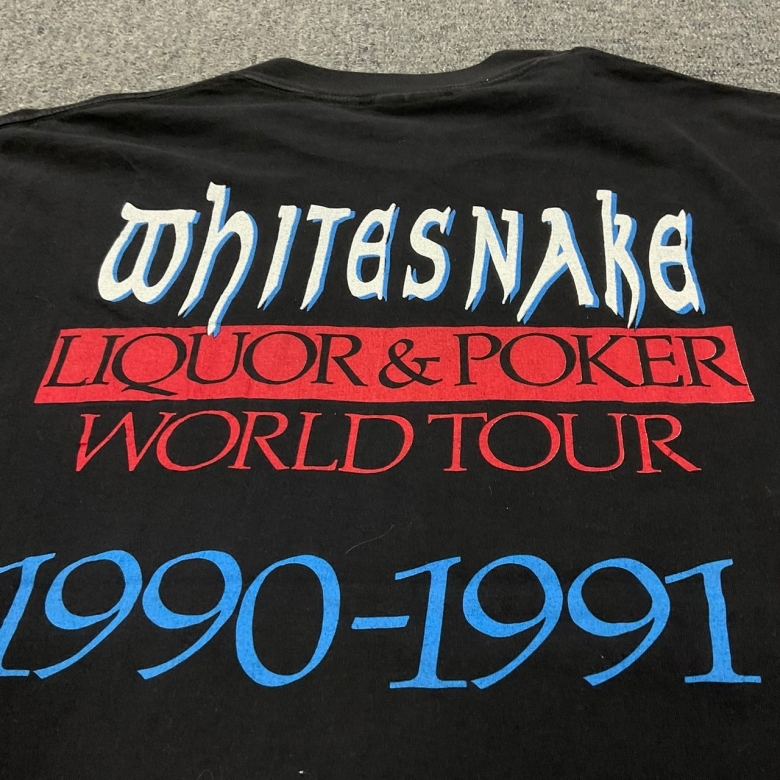 WHITESNAKE
LIQUOR & POKER
WORLD TOUR
1990-1991